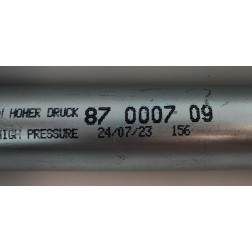 HOHER DRUCK 87 0007 09
HIGH PRESSURE 24/07/23 156